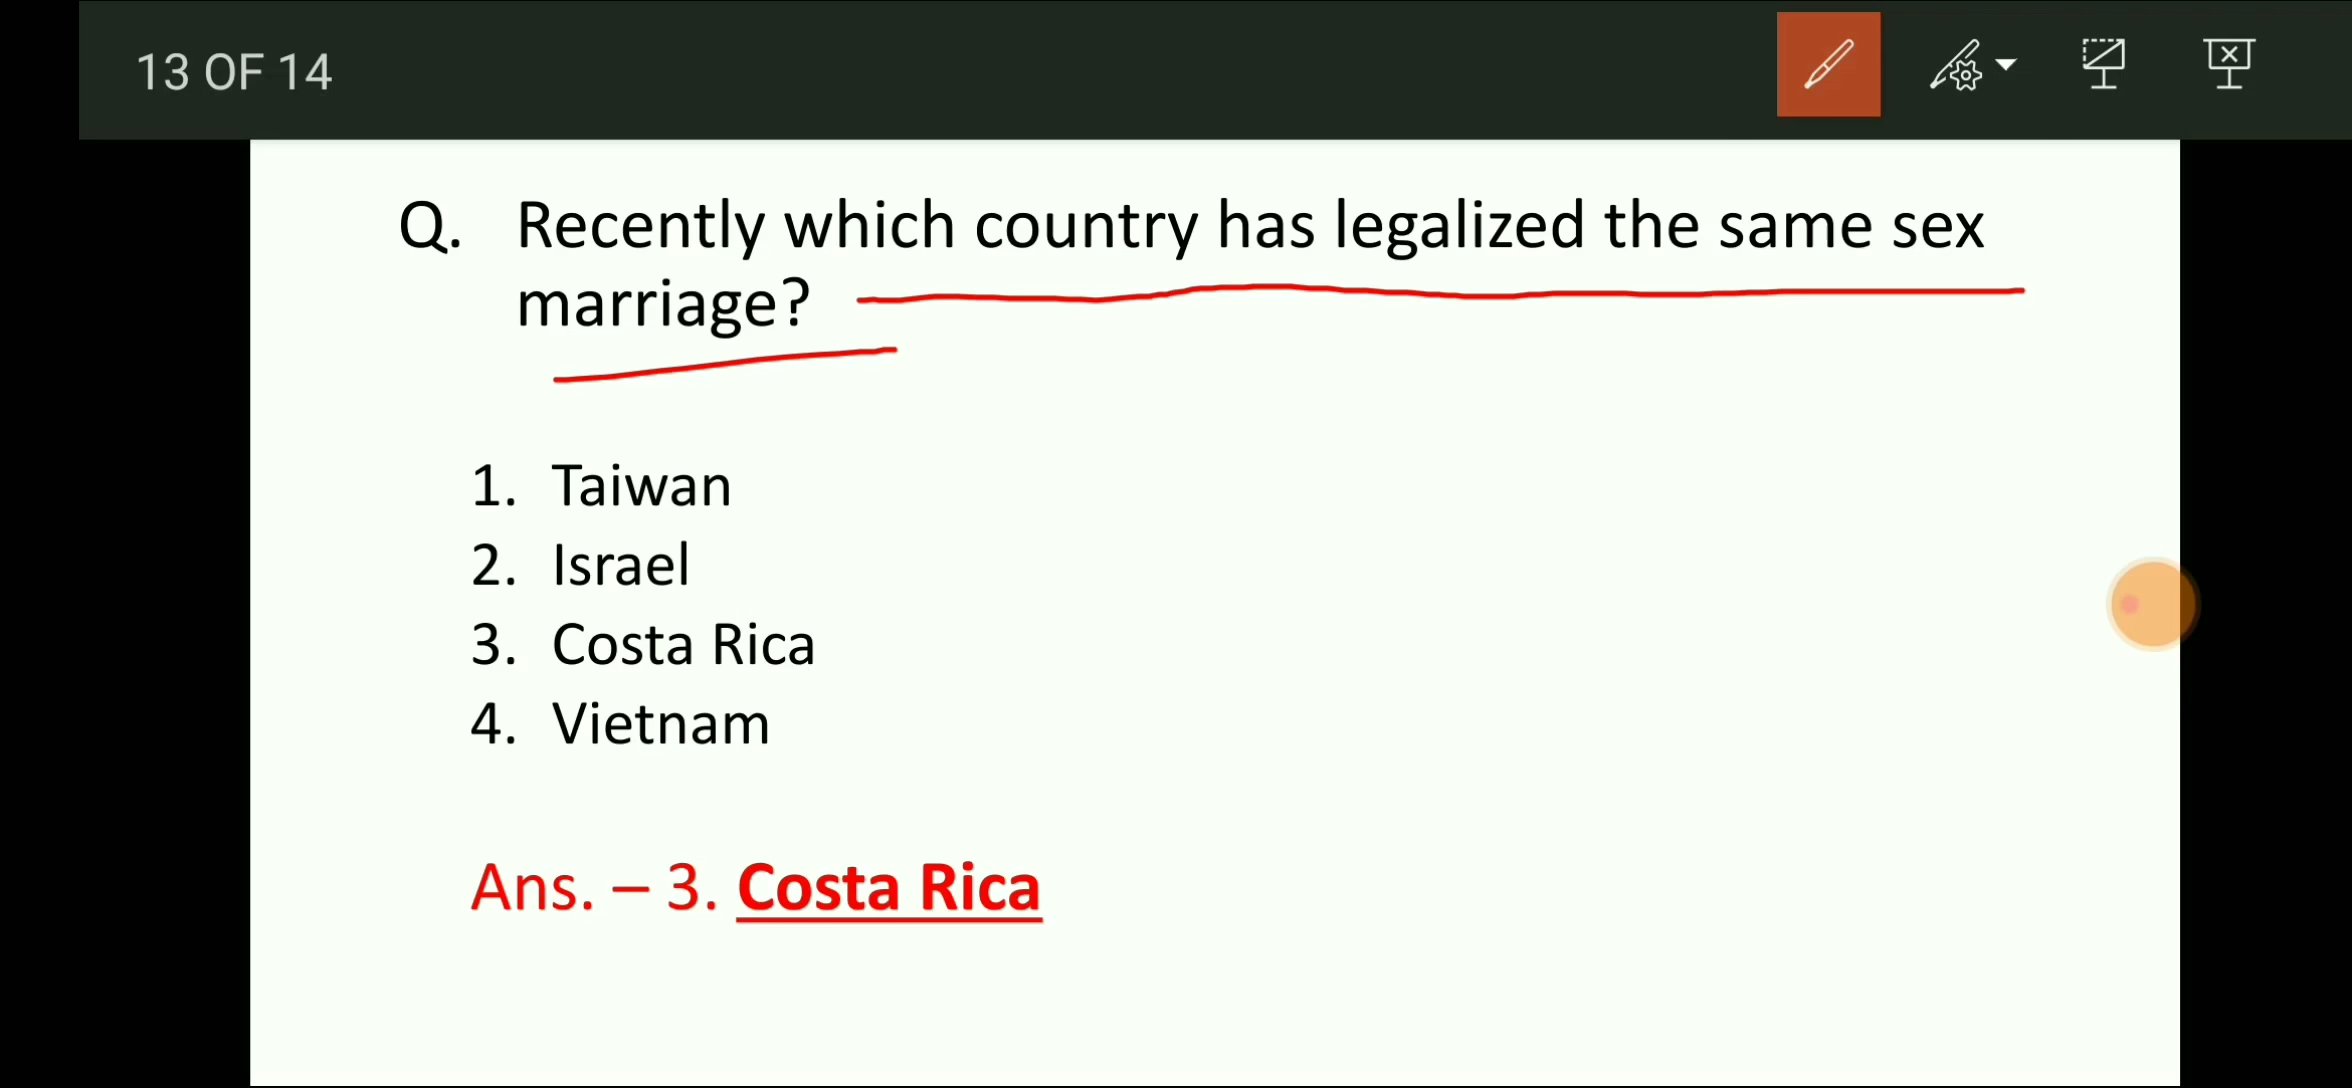 13 OF 14
Q. Recently which country has legalized the same sex
marriage?
1. Taiwan
2. Israel
3. Costa Rica
4. Vietnam
Ans. – 3. Costa Rica